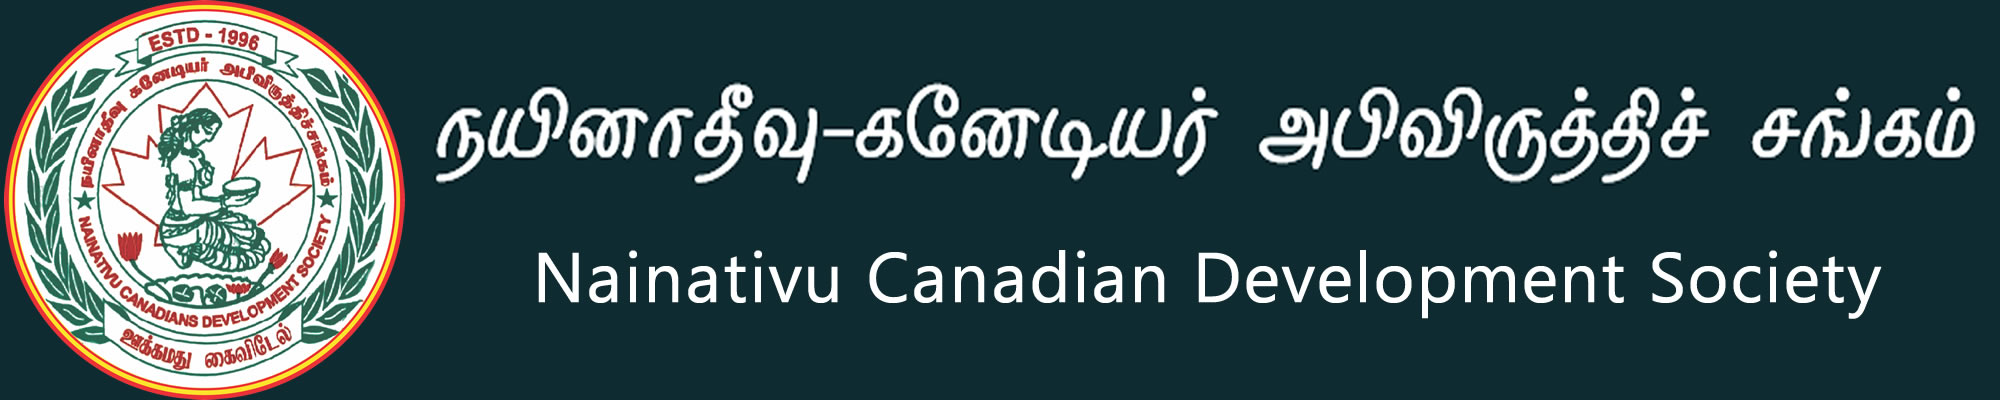 ESTD - 1996
நயினாதீவு கனேடியர் அபிவிருத்திச்சங்கம்
NAINATIVU CANADIANS DEVELOPMENT SOCIETY
ஊக்கமது கைவிடேல்
நயினாதீவு-கனேடியர் அபிவிருத்திச் சங்கம்
Nainativu Canadian Development Society